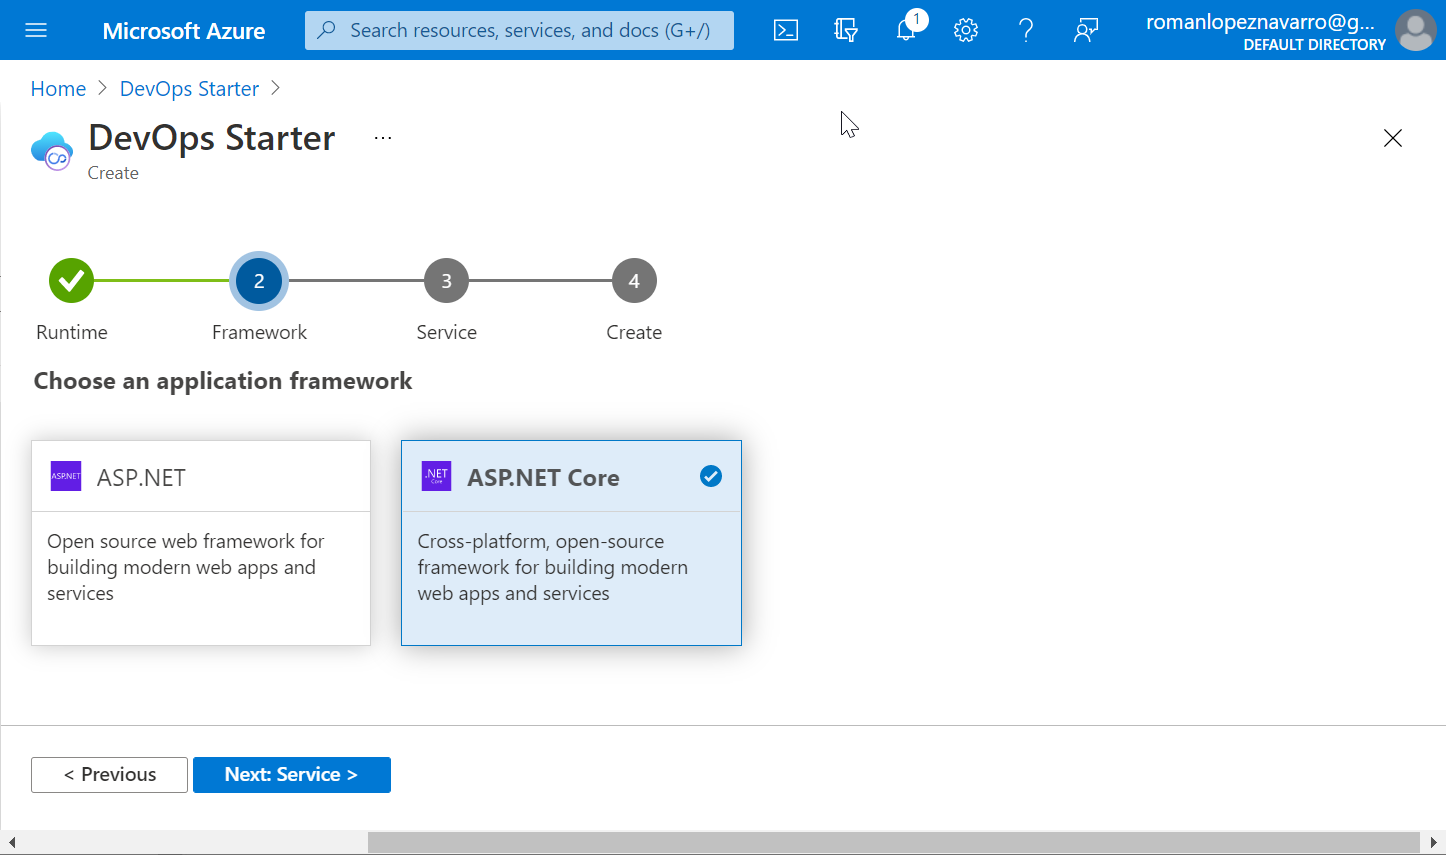 Microsoft Azure
Search resources, services, and docs (G+/)
1
romanlopeznavarro@g...
DEFAULT DIRECTORY
Home > DevOps Starter >
DevOps Starter ...
Create
2
3
4
Runtime
Framework
Service
Create
Choose an application framework
ASP.NET
ASP.NET
Open source web framework for
building modern web apps and
services
.NET
Core
ASP.NET Core
Cross-platform, open-source
framework for building modern
web apps and services
< Previous
Next: Service >